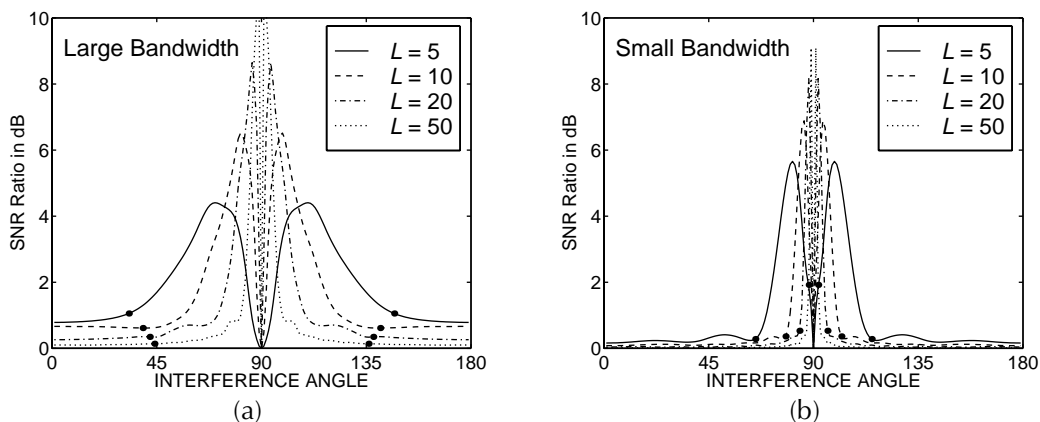 Large Bandwidth
L = 5
L = 10
L = 20
L = 50
SNR Ratio in dB
10
8
6
4
2
0
0 45 90 135 180
INTERFERENCE ANGLE
(a)
Small Bandwidth
L = 5
L = 10
L = 20
L = 50
SNR Ratio in dB
10
8
6
4
2
0
0 45 90 135 180
INTERFERENCE ANGLE
(b)